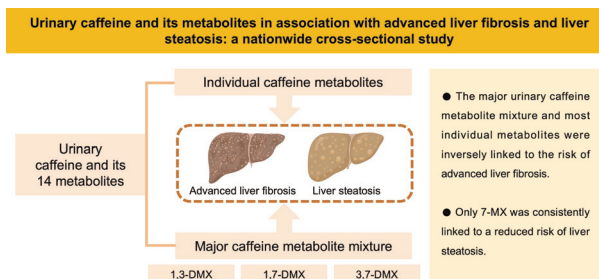 Urinary caffeine and its metabolites in association with advanced liver fibrosis and liver
steatosis: a nationwide cross-sectional study
Individual caffeine metabolites
Urinary
caffeine and its
14 metabolites
Advanced liver fibrosis
Liver steatosis
Major caffeine metabolite mixture
1,3-DMX
1,7-DMX
3,7-DMX
● The major urinary caffeine
metabolite mixture and most
individual metabolites were
inversely linked to the risk of
advanced liver fibrosis.
● Only 7-MX was consistently
linked to a reduced risk of liver
steatosis.